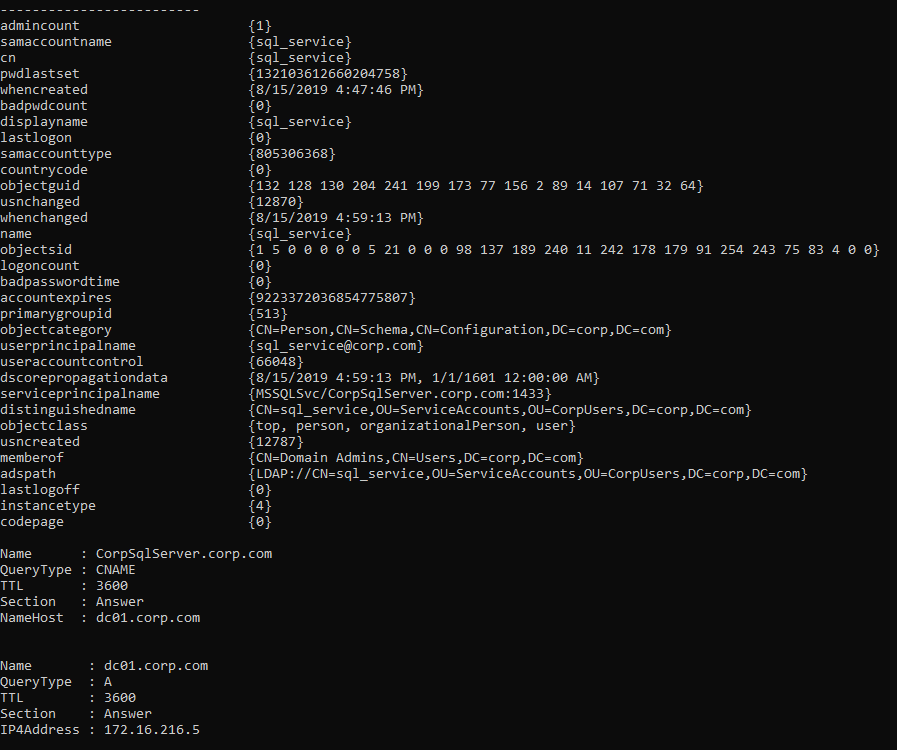 -------------------------
admincount                     {1}
samaccountname                 {sql_service}
cn                             {sql_service}
pwdlastset                     {132103612660204758}
whencreated                    {8/15/2019 4:47:46 PM}
badpwdcount                    {0}
displayname                    {sql_service}
lastlogon                      {0}
samaccounttype                 {805306368}
countrycode                    {0}
objectguid                     {132 128 130 204 241 199 173 77 156 2 89 14 107 71 32 64}
usnchanged                     {12870}
whenchanged                    {8/15/2019 4:59:13 PM}
name                           {sql_service}
objectsid                      {1 5 0 0 0 0 0 5 21 0 0 0 98 137 189 240 11 242 178 179 91 254 243 75 83 4 0 0}
logoncount                     {0}
badpasswordtime                {0}
accountexpires                 {9223372036854775807}
primarygroupid                 {513}
objectcategory                 {CN=Person,CN=Schema,CN=Configuration,DC=corp,DC=com}
userprincipalname              {sql_service@corp.com}
useraccountcontrol             {66048}
dscorepropagationdata          {8/15/2019 4:59:13 PM, 1/1/1601 12:00:00 AM}
serviceprincipalname           {MSSQLSvc/CorpSqlServer.corp.com:1433}
distinguishedname              {CN=sql_service,OU=ServiceAccounts,OU=CorpUsers,DC=corp,DC=com}
objectclass                    {top, person, organizationalPerson, user}
usncreated                     {12787}
memberof                       {CN=Domain Admins,CN=Users,DC=corp,DC=com}
adspath                        {LDAP://CN=sql_service,OU=ServiceAccounts,OU=CorpUsers,DC=corp,DC=com}
lastlogoff                     {0}
instancetype                   {4}
codepage                       {0}

Name      : CorpSqlServer.corp.com
QueryType : CNAME
TTL       : 3600
Section   : Answer
NameHost  : dc01.corp.com


Name       : dc01.corp.com
QueryType  : A
TTL        : 3600
Section    : Answer
IP4Address : 172.16.216.5